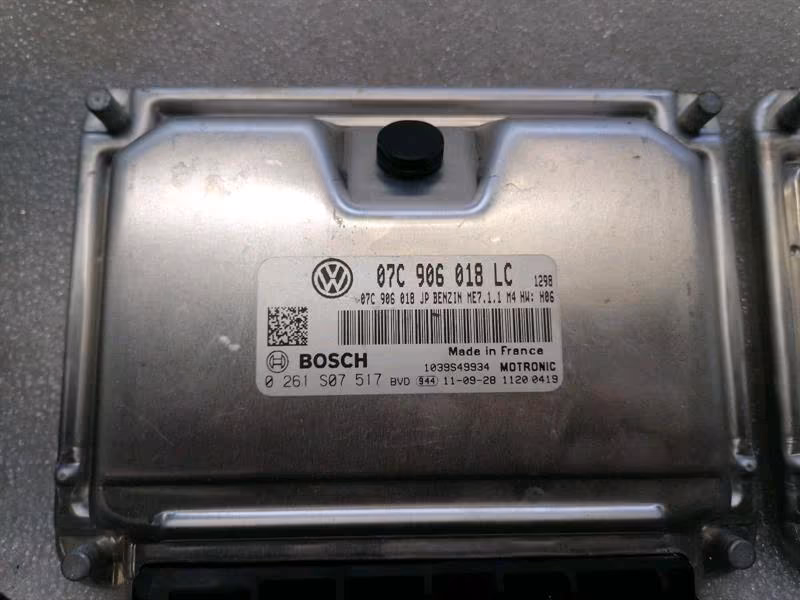 07C 906 018 LC 1298
07C 906 018 JP BENZIN ME7.1.1 M4 HW: H06
Made in France
BOSCH 1039S49934 MOTRONIC
0 261 S07 517 BVD 944 11-09-28 1120 0419